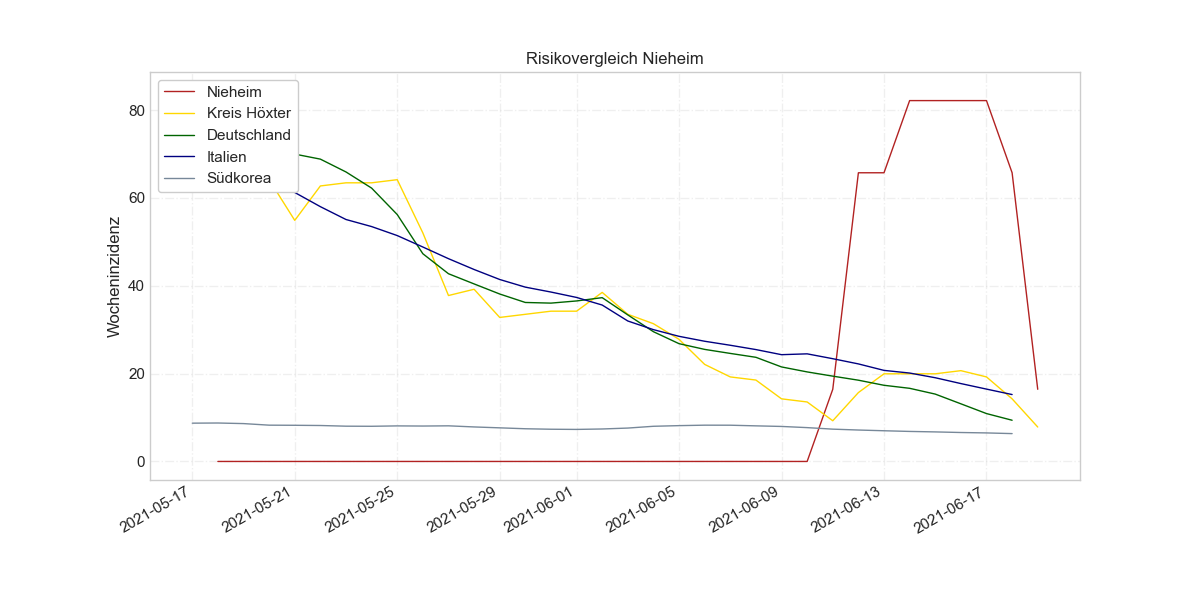 Risikovergleich Nieheim
Nieheim
Kreis Höxter
Deutschland
Italien
Südkorea
Wocheninzidenz
80
60
40
20
0
2021-05-17
2021-05-21
2021-05-25
2021-05-29
2021-06-01
2021-06-05
2021-06-09
2021-06-13
2021-06-17